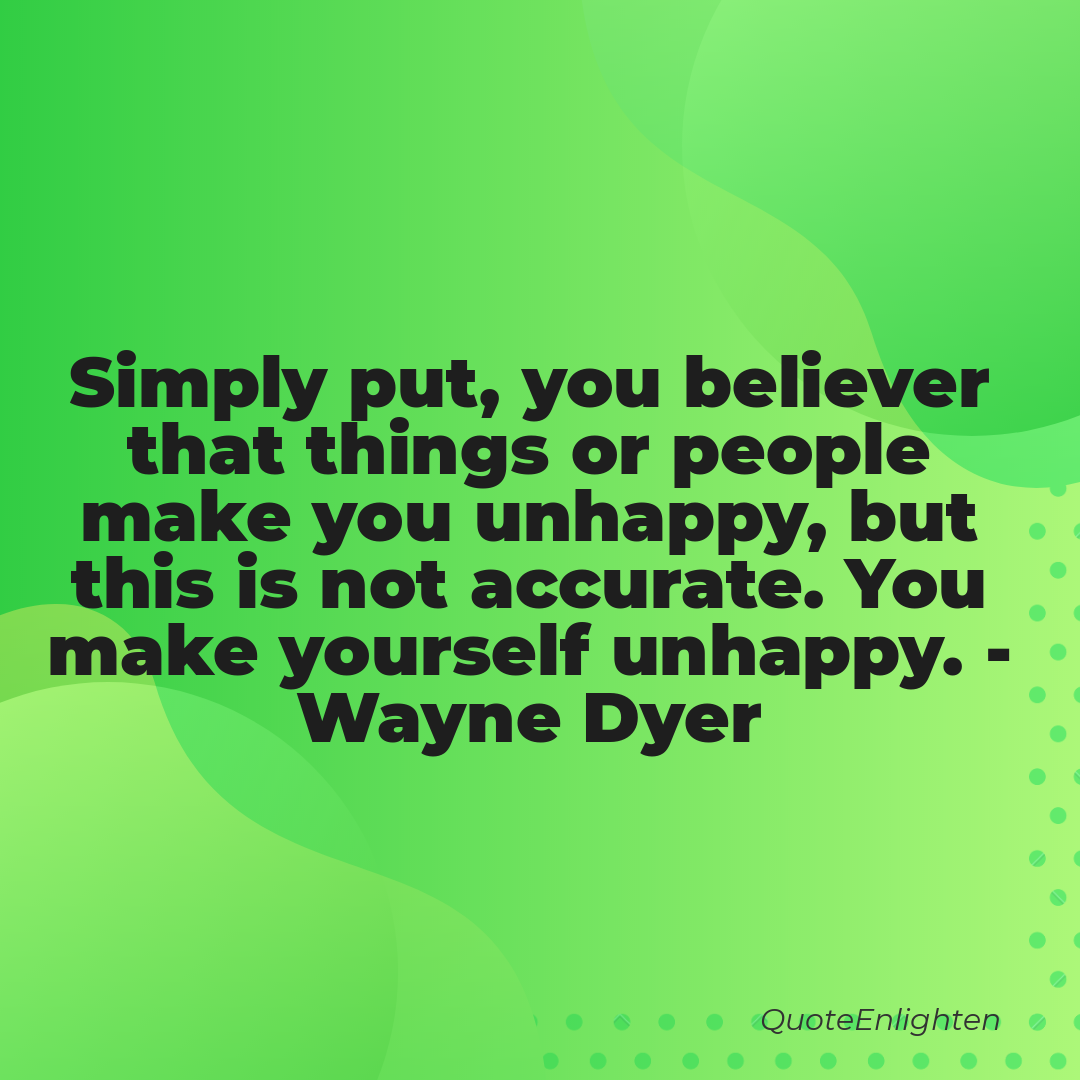 Simply put, you believer
that things or people
make you unhappy, but
this is not accurate. You
make yourself unhappy. -
Wayne Dyer
QuoteEnlighten